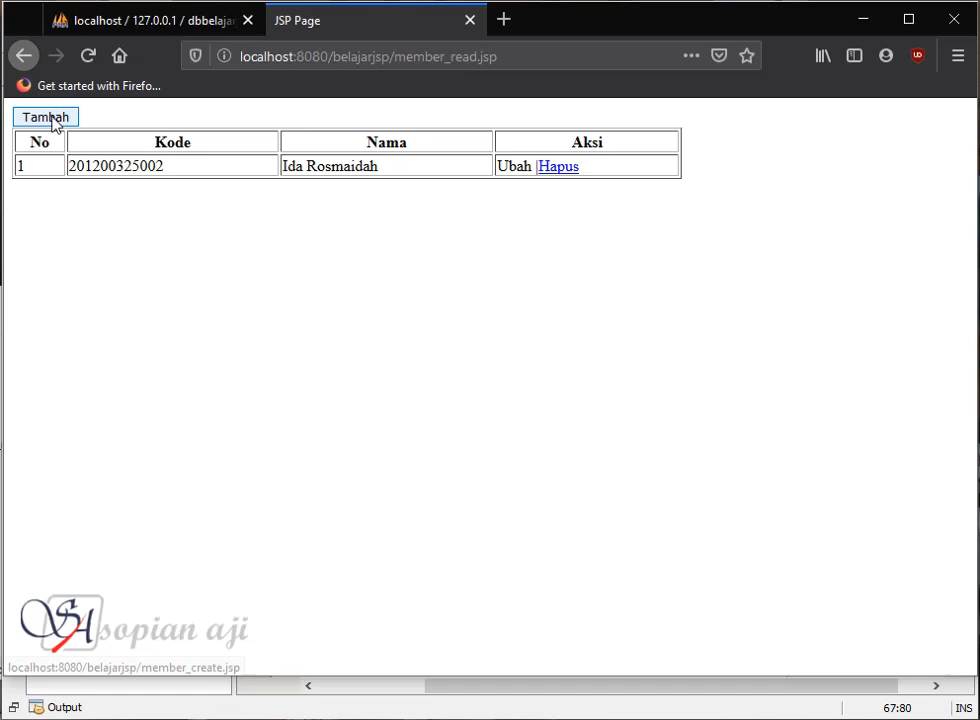 localhost / 127.0.0.1 / dbbelaja
JSP Page
localhost:8080/belajarjsp/member_read.jsp
Get started with Firefo...
Tambah
No Kode Nama Aksi
1 201200325002 Ida Rosmaidah Ubah |Hapus
SA sopian aji
localhost:8080/belajarjsp/member_create.jsp
Output
67:80 INS